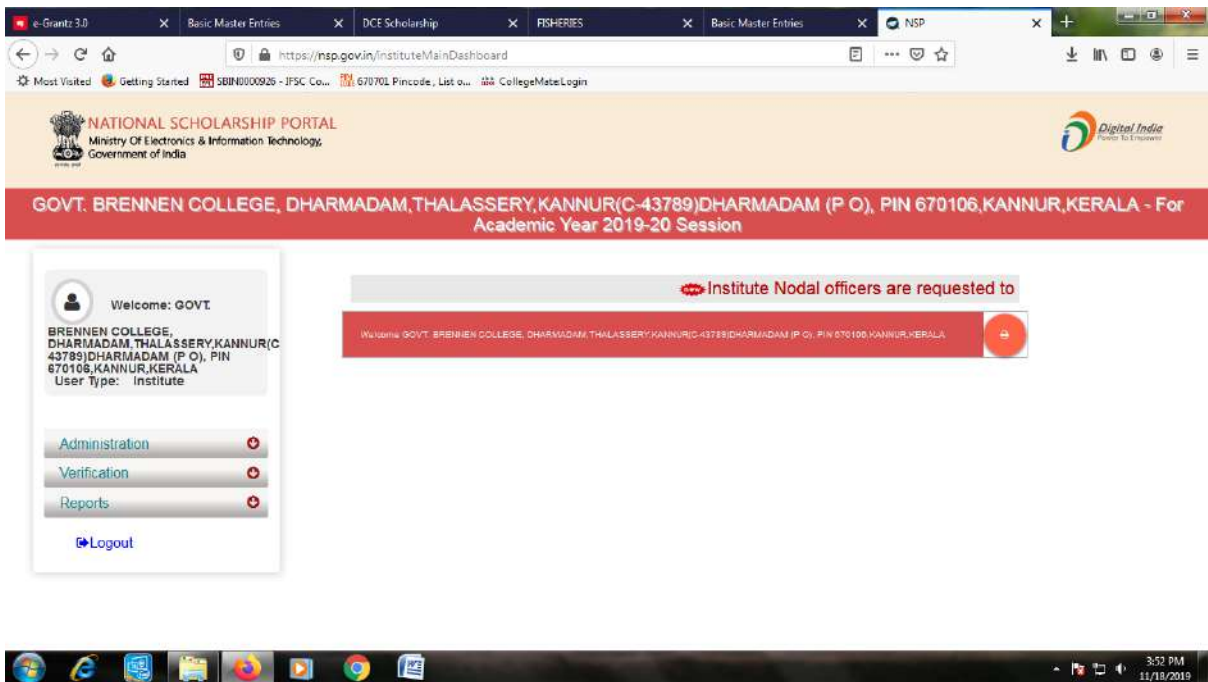 e-Grantz 3.0
Basic Master Entries
DCE Scholarship
FISHERIES
Basic Master Entries
NSP
https://nsp.gov.in/instituteMainDashboard
Most Visited
Getting Started
SBIN0000926 - IFSC Co...
670701 Pincode, List o...
CollegeMate:Login
NATIONAL SCHOLARSHIP PORTAL
Ministry Of Electronics & Information Technology,
Government of India
Digital India
Power To Empower
GOVT. BRENNEN COLLEGE, DHARMADAM,THALASSERY,KANNUR(C-43789)DHARMADAM (P O), PIN 670106,KANNUR,KERALA - For
Academic Year 2019-20 Session
Welcome: GOVT.
BRENNEN COLLEGE,
DHARMADAM,THALASSERY,KANNUR(C
43789)DHARMADAM (P O), PIN
670106,KANNUR,KERALA
User Type: Institute
Administration
Verification
Reports
Logout
Institute Nodal officers are requested to
Welcome GOVT. BRENNEN COLLEGE, DHARMADAM,THALASSERY,KANNUR(C-43789)DHARMADAM (P O), PIN 670106,KANNUR,KERALA
3:52 PM
11/18/2019